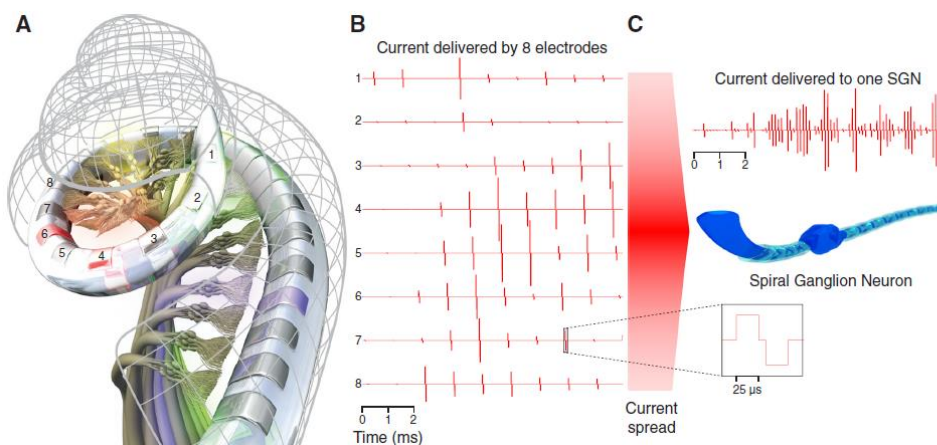 A
1
2
3
4
5
6
7
8
B
Current delivered by 8 electrodes
1
2
3
4
5
6
7
8
0 1 2
Time (ms)
Current
spread
C
Current delivered to one SGN
0 1 2
Spiral Ganglion Neuron
25 µs